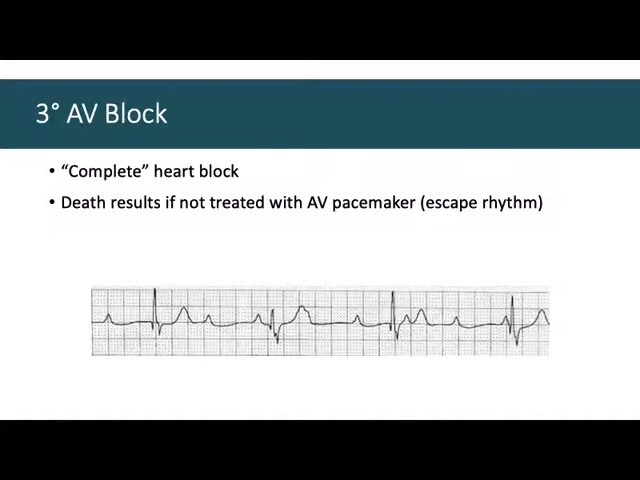 3° AV Block
• “Complete” heart block
• Death results if not treated with AV pacemaker (escape rhythm)